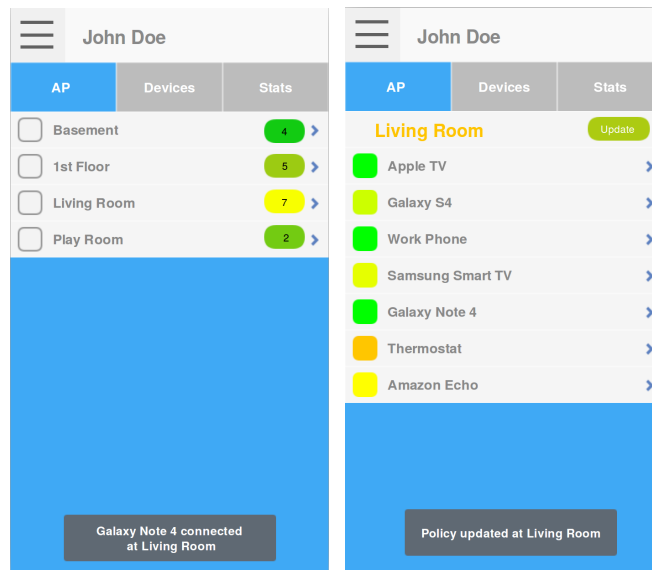 John Doe
AP Devices Stats
Basement 4
1st Floor 5
Living Room 7
Play Room 2
Galaxy Note 4 connected
at Living Room
John Doe
AP Devices Stats
Living Room Update
Apple TV
Galaxy S4
Work Phone
Samsung Smart TV
Galaxy Note 4
Thermostat
Amazon Echo
Policy updated at Living Room